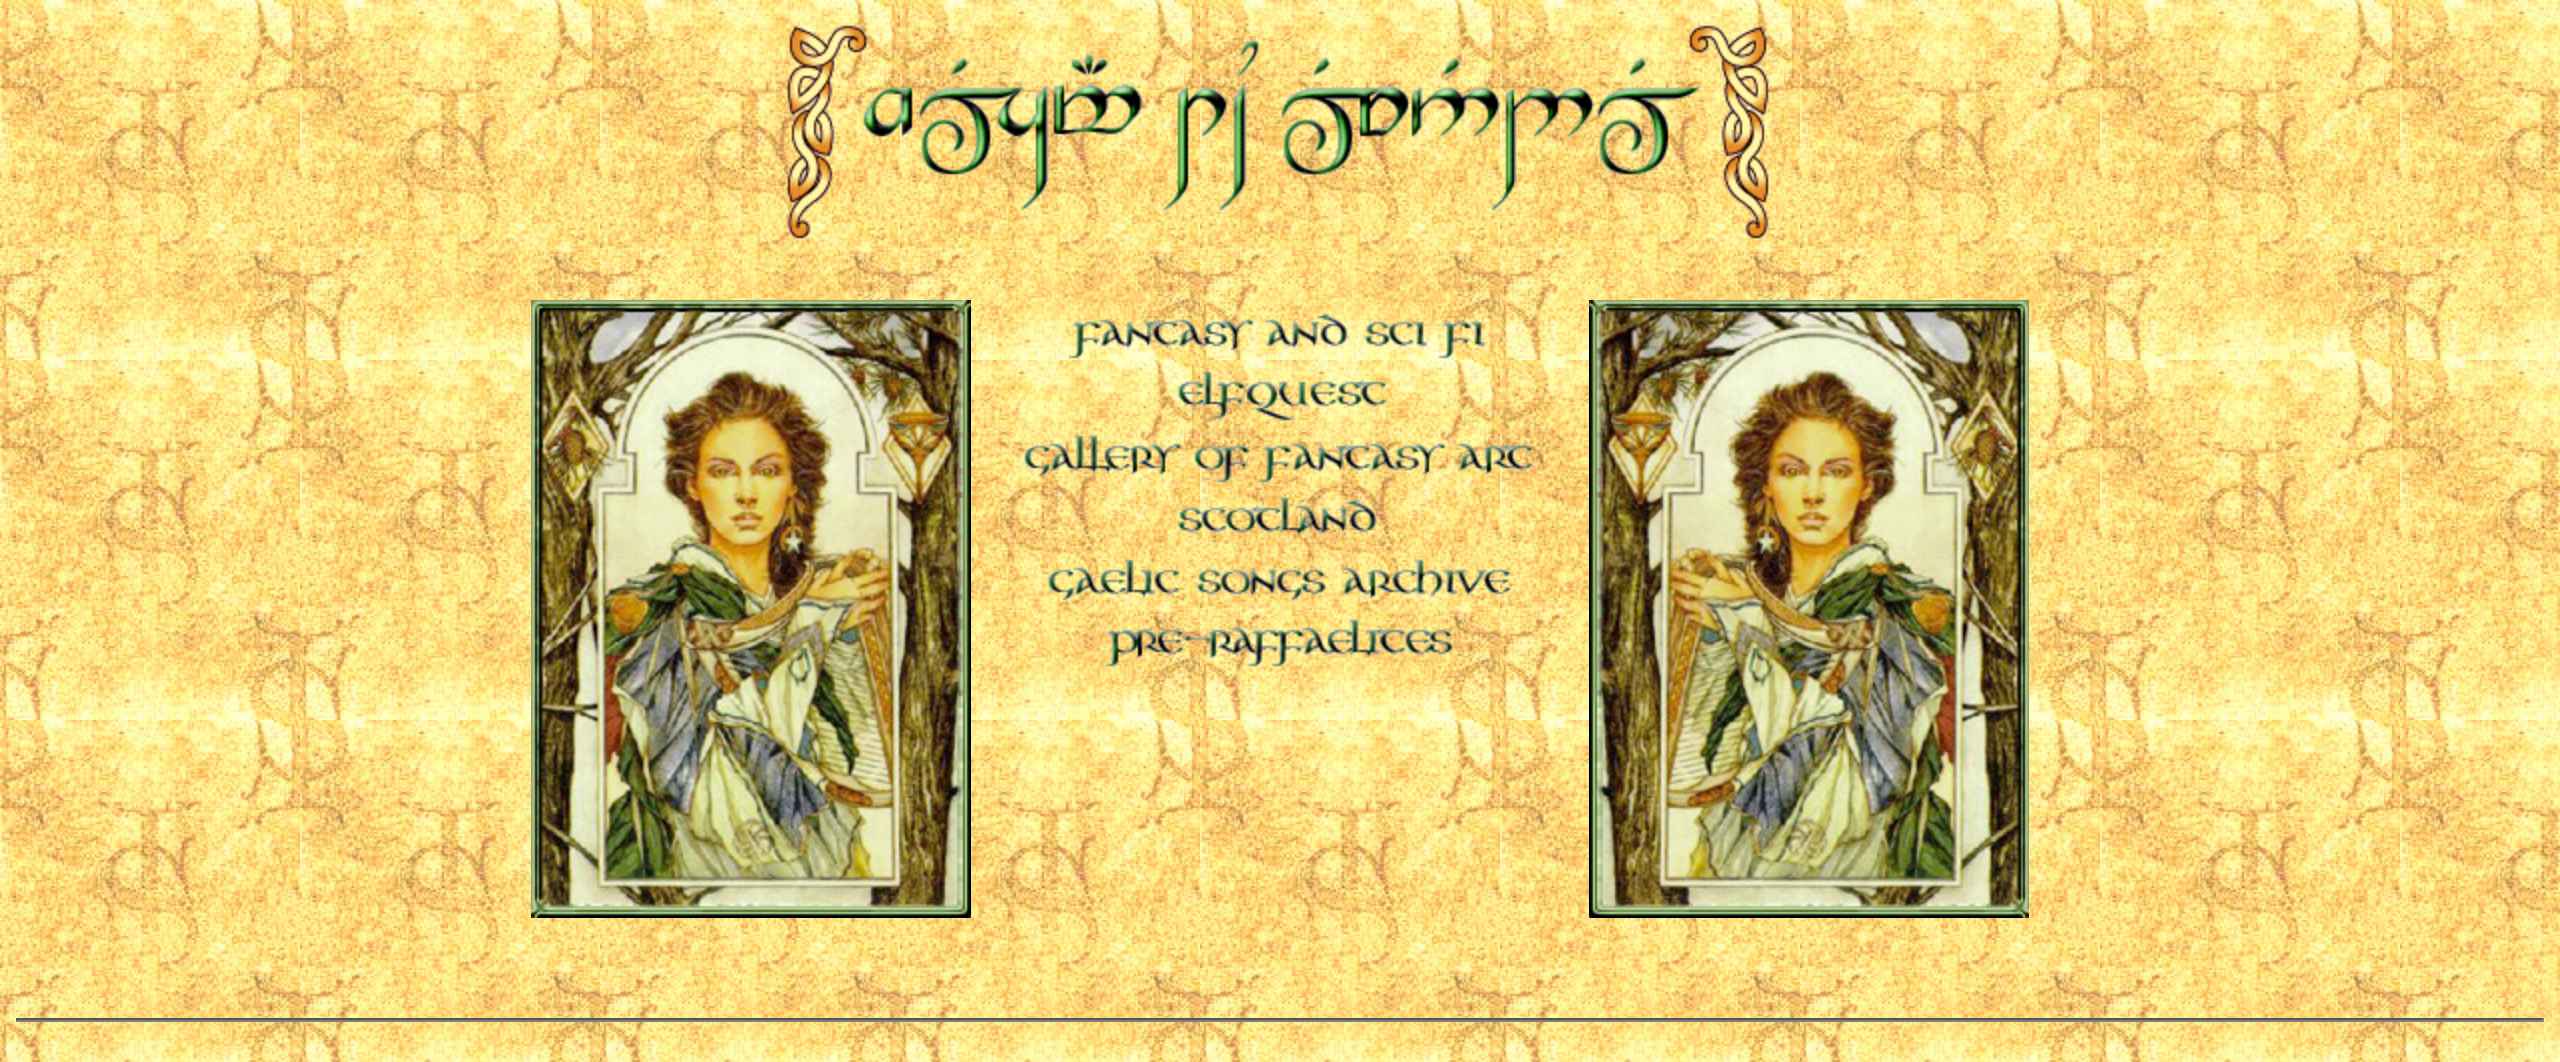 FANTASY AND SCI FI
ELFQUEST
GALLERY OF FANTASY ART
SCOTLAND
GAELIC SONGS ARCHIVE
PRE-RAFFAELITES